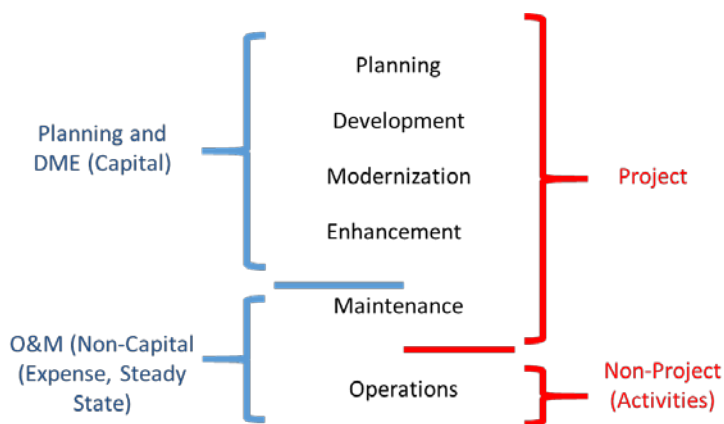 Planning and
DME (Capital)
O&M (Non-Capital
(Expense, Steady
State)
Planning
Development
Modernization
Enhancement
Maintenance
Operations
Project
Non-Project
(Activities)